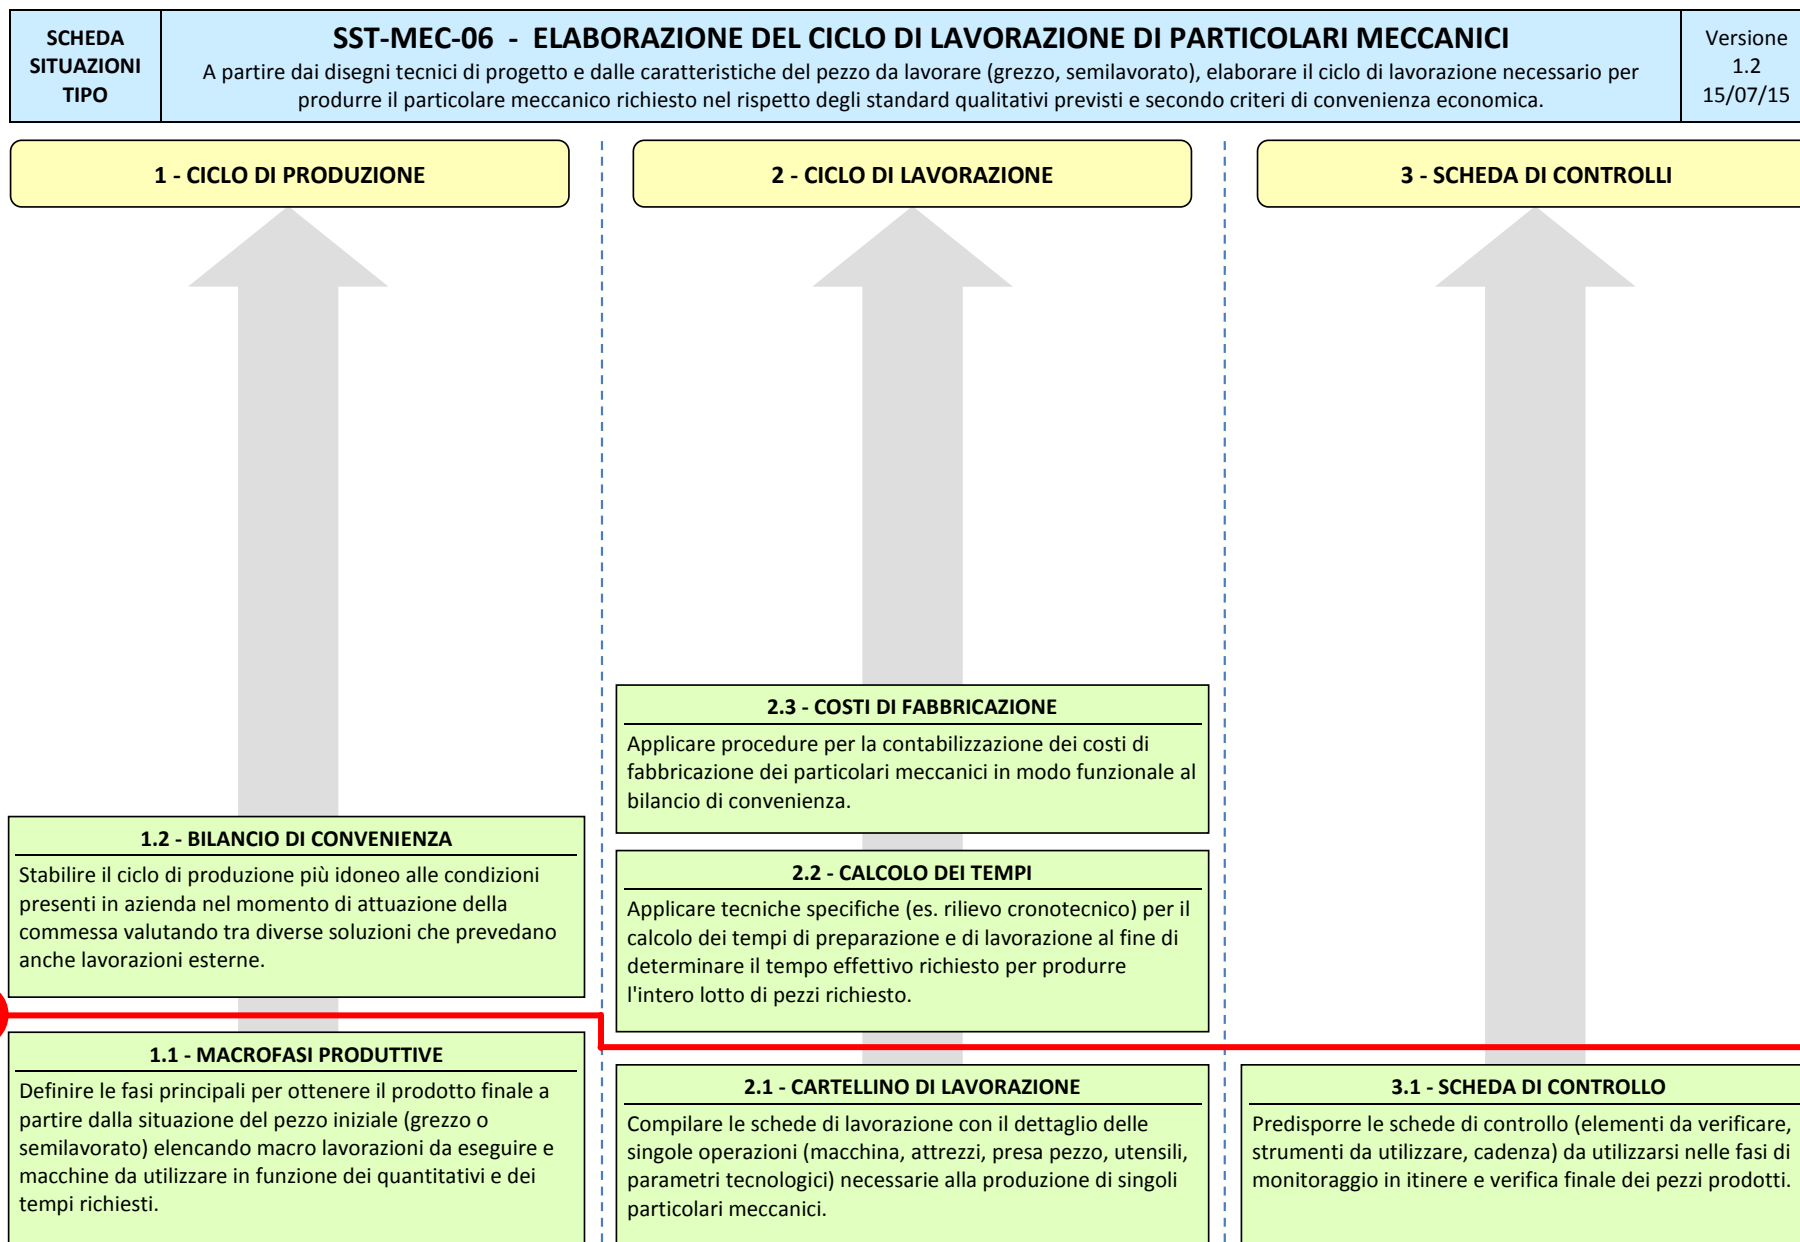 SCHEDA
SITUAZIONI
TIPO
SST-MEC-06 - ELABORAZIONE DEL CICLO DI LAVORAZIONE DI PARTICOLARI MECCANICI
A partire dai disegni tecnici di progetto e dalle caratteristiche del pezzo da lavorare (grezzo, semilavorato), elaborare il ciclo di lavorazione necessario per
produrre il particolare meccanico richiesto nel rispetto degli standard qualitativi previsti e secondo criteri di convenienza economica.
Versione
1.2
15/07/15
1 - CICLO DI PRODUZIONE
2 - CICLO DI LAVORAZIONE
3 - SCHEDA DI CONTROLLI
2.3 - COSTI DI FABBRICAZIONE
Applicare procedure per la contabilizzazione dei costi di
fabbricazione dei particolari meccanici in modo funzionale al
bilancio di convenienza.
1.2 - BILANCIO DI CONVENIENZA
Stabilire il ciclo di produzione più idoneo alle condizioni
presenti in azienda nel momento di attuazione della
commessa valutando tra diverse soluzioni che prevedano
anche lavorazioni esterne.
2.2 - CALCOLO DEI TEMPI
Applicare tecniche specifiche (es. rilievo cronotecnico) per il
calcolo dei tempi di preparazione e di lavorazione al fine di
determinare il tempo effettivo richiesto per produrre
l'intero lotto di pezzi richiesto.
1.1 - MACROFASI PRODUTTIVE
Definire le fasi principali per ottenere il prodotto finale a
partire dalla situazione del pezzo iniziale (grezzo o
semilavorato) elencando macro lavorazioni da eseguire e
macchine da utilizzare in funzione dei quantitativi e dei
tempi richiesti.
2.1 - CARTELLINO DI LAVORAZIONE
Compilare le schede di lavorazione con il dettaglio delle
singole operazioni (macchina, attrezzi, presa pezzo, utensili,
parametri tecnologici) necessarie alla produzione di singoli
particolari meccanici.
3.1 - SCHEDA DI CONTROLLO
Predisporre le schede di controllo (elementi da verificare,
strumenti da utilizzare, cadenza) da utilizzarsi nelle fasi di
monitoraggio in itinere e verifica finale dei pezzi prodotti.